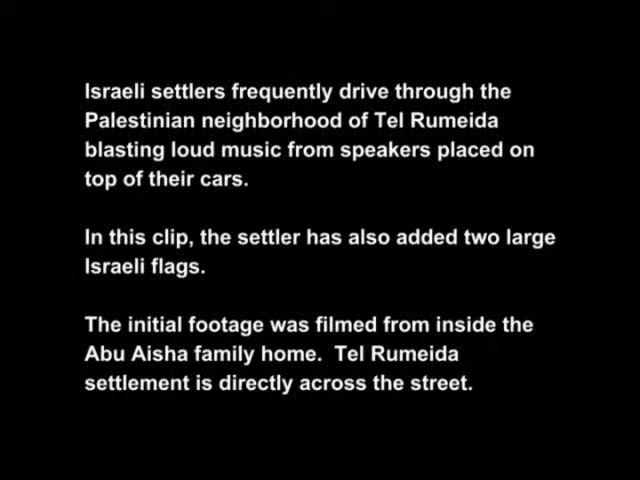 Israeli settlers frequently drive through the
Palestinian neighborhood of Tel Rumeida
blasting loud music from speakers placed on
top of their cars.
In this clip, the settler has also added two large
Israeli flags.
The initial footage was filmed from inside the
Abu Aisha family home.  Tel Rumeida
settlement is directly across the street.